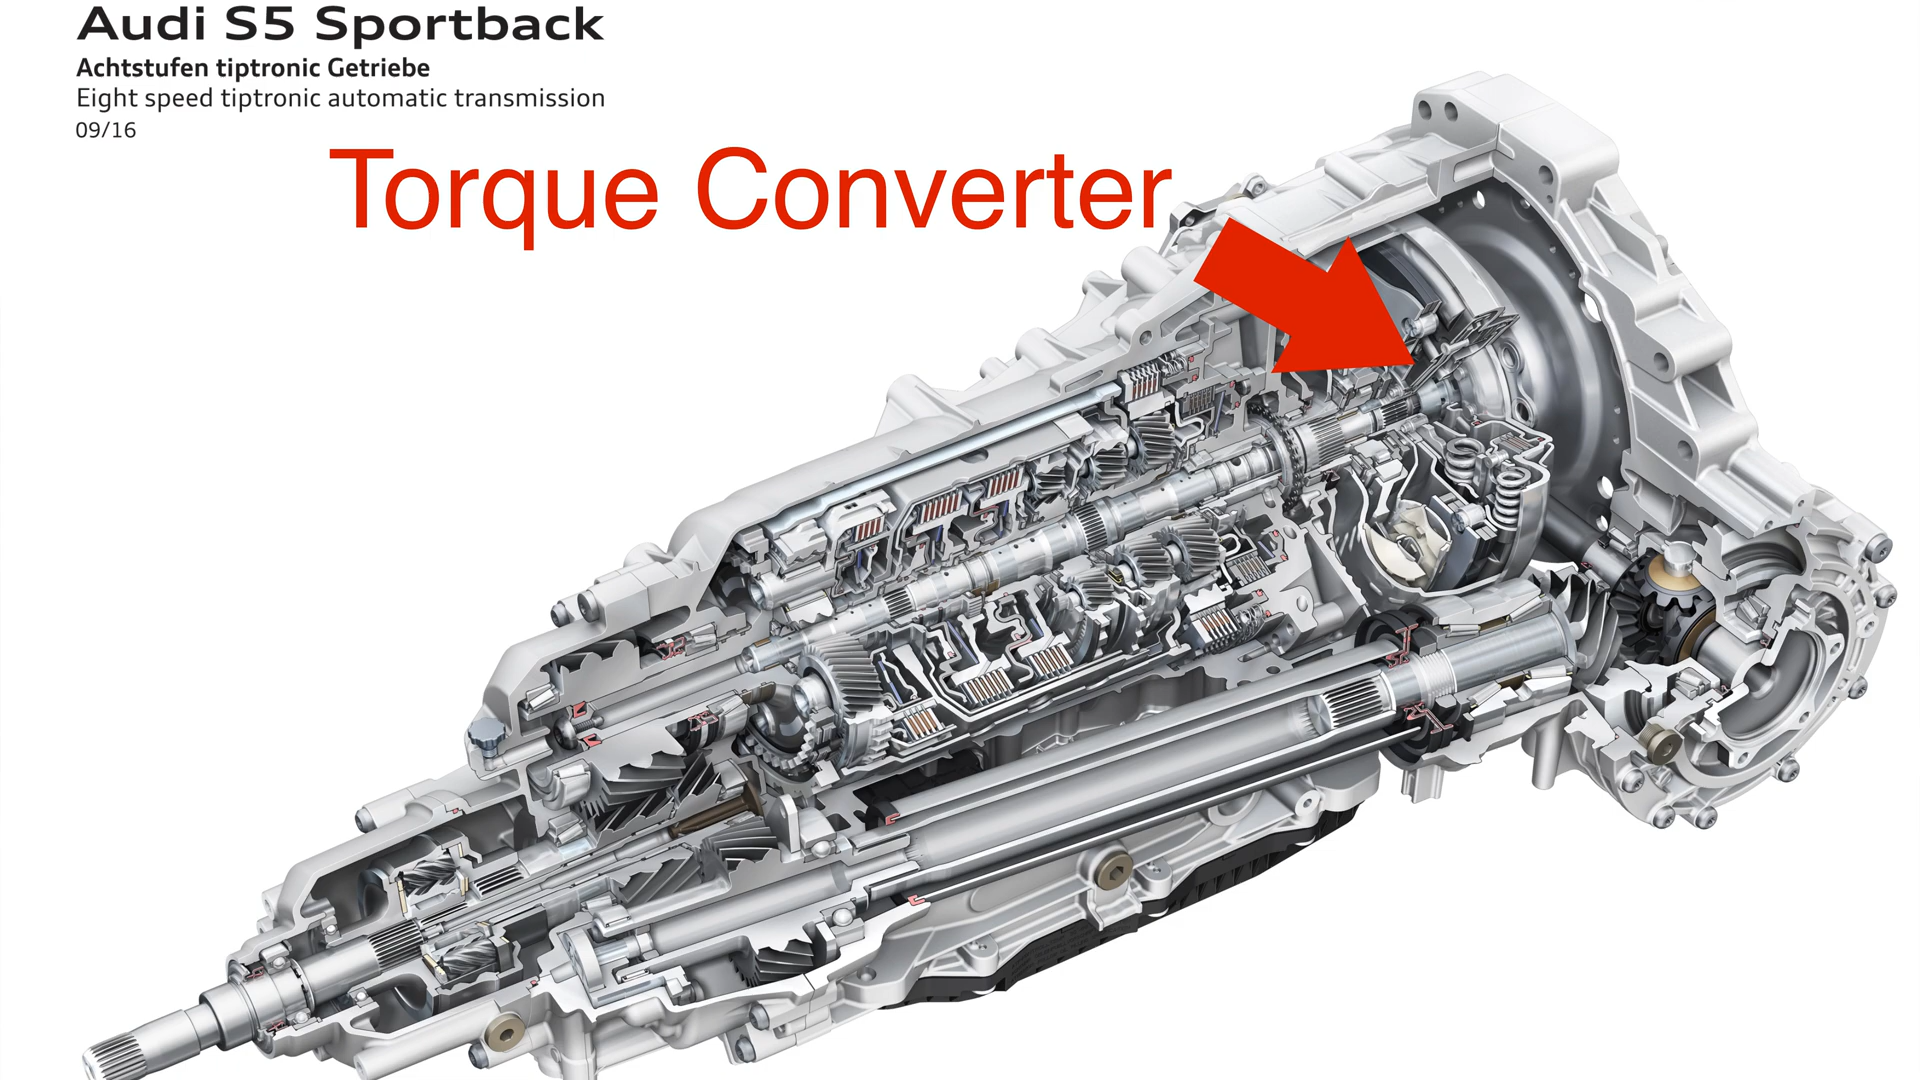 Audi S5 Sportback
Achtstufen tiptronic Getriebe
Eight speed tiptronic automatic transmission
09/16
Torque Converter